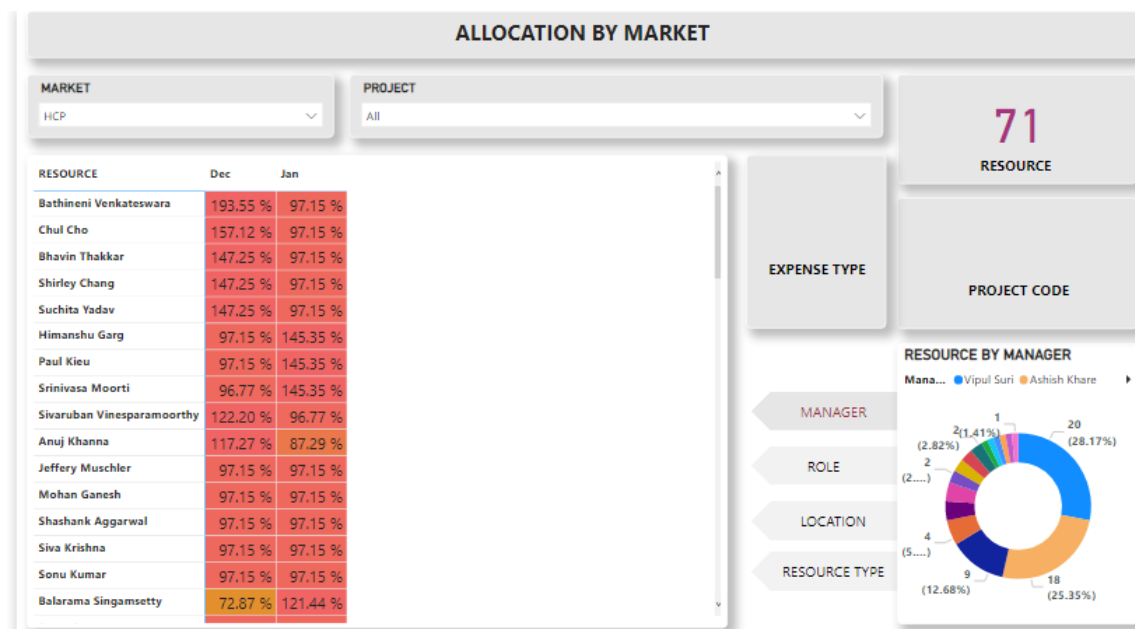 ALLOCATION BY MARKET
MARKET
HCP
PROJECT
All
71
RESOURCE
RESOURCE Dec Jan
Bathineni Venkateswara 193.55 % 97.15 %
Chul Cho 157.12 % 97.15 %
Bhavin Thakkar 147.25 % 97.15 %
Shirley Chang 147.25 % 97.15 %
Suchita Yadav 147.25 % 97.15 %
Himanshu Garg 97.15 % 145.35 %
Paul Kieu 97.15 % 145.35 %
Srinivasa Moorti 96.77 % 145.35 %
Sivaruban Vinesparamoorthy 122.20 % 96.77 %
Anuj Khanna 117.27 % 87.29 %
Jeffery Muschler 97.15 % 97.15 %
Mohan Ganesh 97.15 % 97.15 %
Shashank Aggarwal 97.15 % 97.15 %
Siva Krishna 97.15 % 97.15 %
Sonu Kumar 97.15 % 97.15 %
Balarama Singamsetty 72.87 % 121.44 %
EXPENSE TYPE
PROJECT CODE
MANAGER
ROLE
LOCATION
RESOURCE TYPE
RESOURCE BY MANAGER
Mana... Vipul Suri Ashish Khare
20
(28.17%)
18
(25.35%)
9
(12.68%)
4
(5....)
2
(2....)
2
(2.82%)
1
(1.41%)